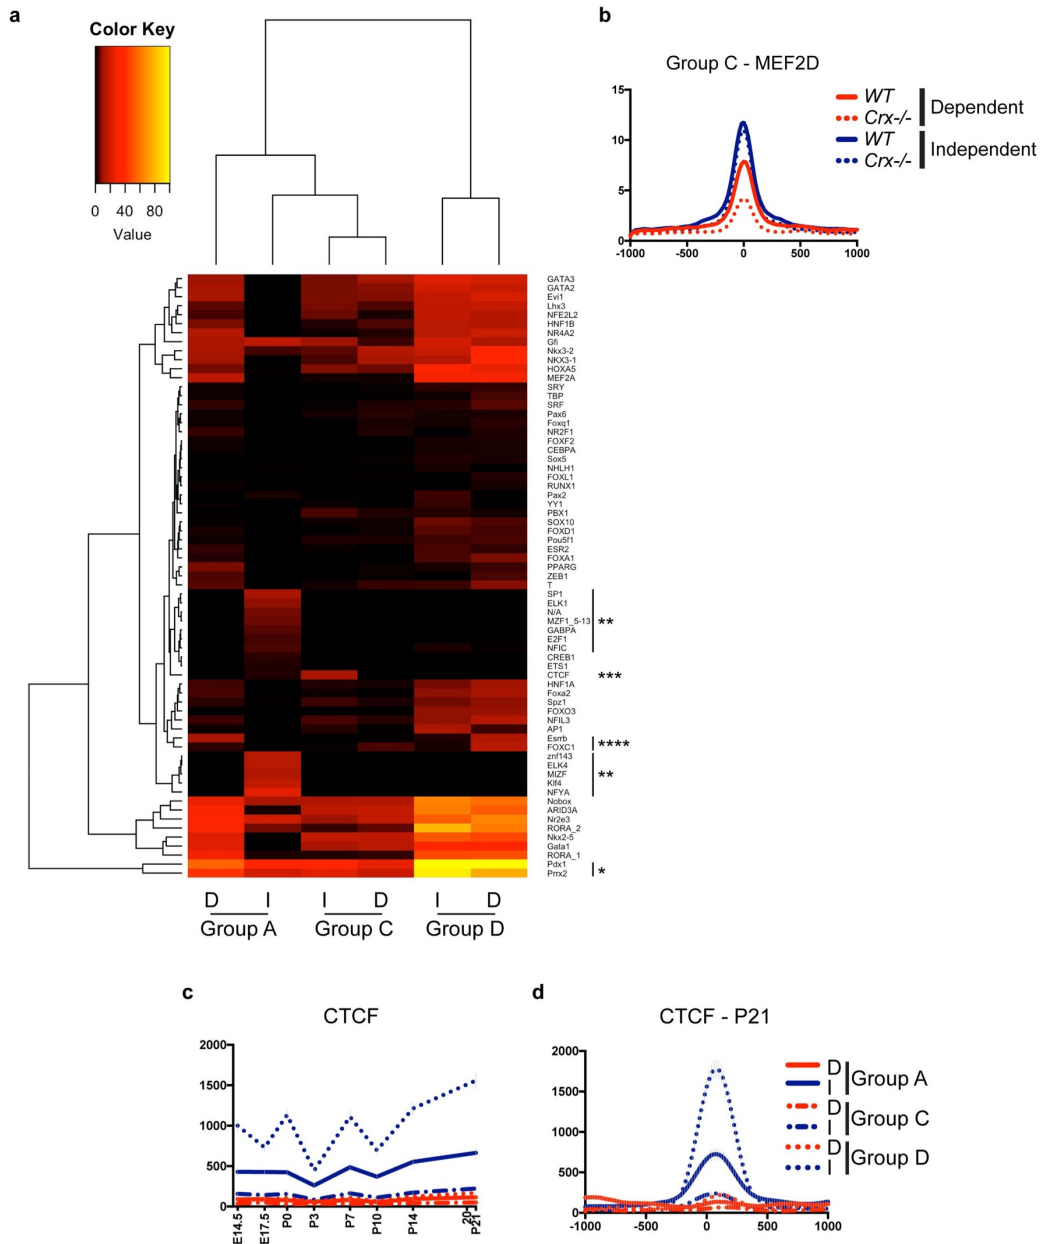 a
Color Key
0 40 80
Value
b
Group C - MEF2D
WT
Crx-/-
Dependent
WT
Crx-/-
Independent
15
10
5
0
-1000 -500 0 500 1000
GATA3
GATA2
Evi1
Lhx3
NFE2L2
HNF1B
NR4A2
Gfi
Nkx3-2
NKX3-1
HOXA5
MEF2A
SRY
TBP
SRF
Pax6
Foxq1
NR2F1
FOXF2
CEBPA
Sox5
NHLH1
FOXL1
RUNX1
Pax2
YY1
PBX1
SOX10
FOXD1
Pou5f1
ESR2
FOXA1
PPARG
ZEB1
T
SP1
ELK1
N/A
MZF1_5-13 **
GABPA
E2F1
NFIC
CREB1
ETS1
CTCF ***
HNF1A
Foxa2
Spz1
FOXO3
NFIL3
AP1
Esrrb
FOXC1 ****
znf143
ELK4
MIZF **
Klf4
NFYA
Nobox
ARID3A
Nr2e3
RORA_2
Nkx2-5
Gata1
RORA_1
Pdx1
Prrx2 *
D I I D I D
Group A Group C Group D
c
CTCF
2000
1500
1000
500
0
E14.5 E17.5 P0 P3 P7 P10 P14 20 P21
d
CTCF - P21
2000
1500
1000
500
0
-1000 -500 0 500 1000
D
I
Group A
D
I
Group C
D
I
Group D